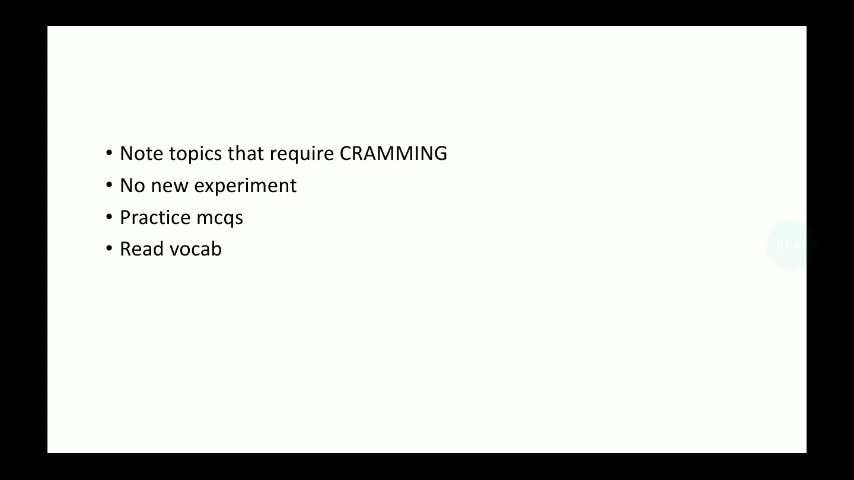 • Note topics that require CRAMMING
• No new experiment
• Practice mcqs
• Read vocab